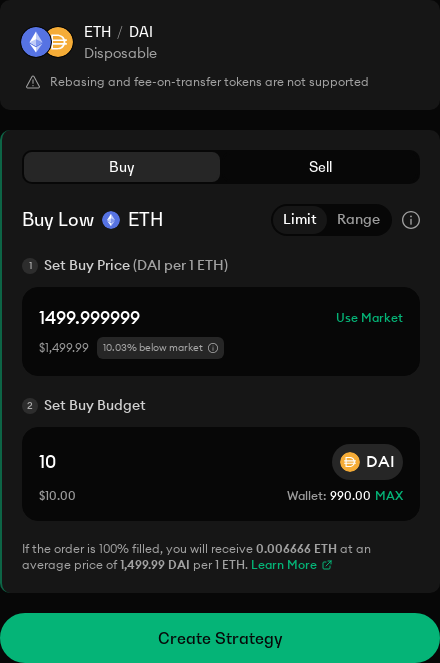 ETH / DAI
Disposable
Rebasing and fee-on-transfer tokens are not supported
Buy Sell
Buy Low ETH Limit Range
1 Set Buy Price (DAI per 1 ETH)
1499.999999 Use Market
$1,499.99 10.03% below market
2 Set Buy Budget
10 DAI
$10.00 Wallet: 990.00 MAX
If the order is 100% filled, you will receive 0.006666 ETH at an
average price of 1,499.99 DAI per 1 ETH. Learn More
Create Strategy